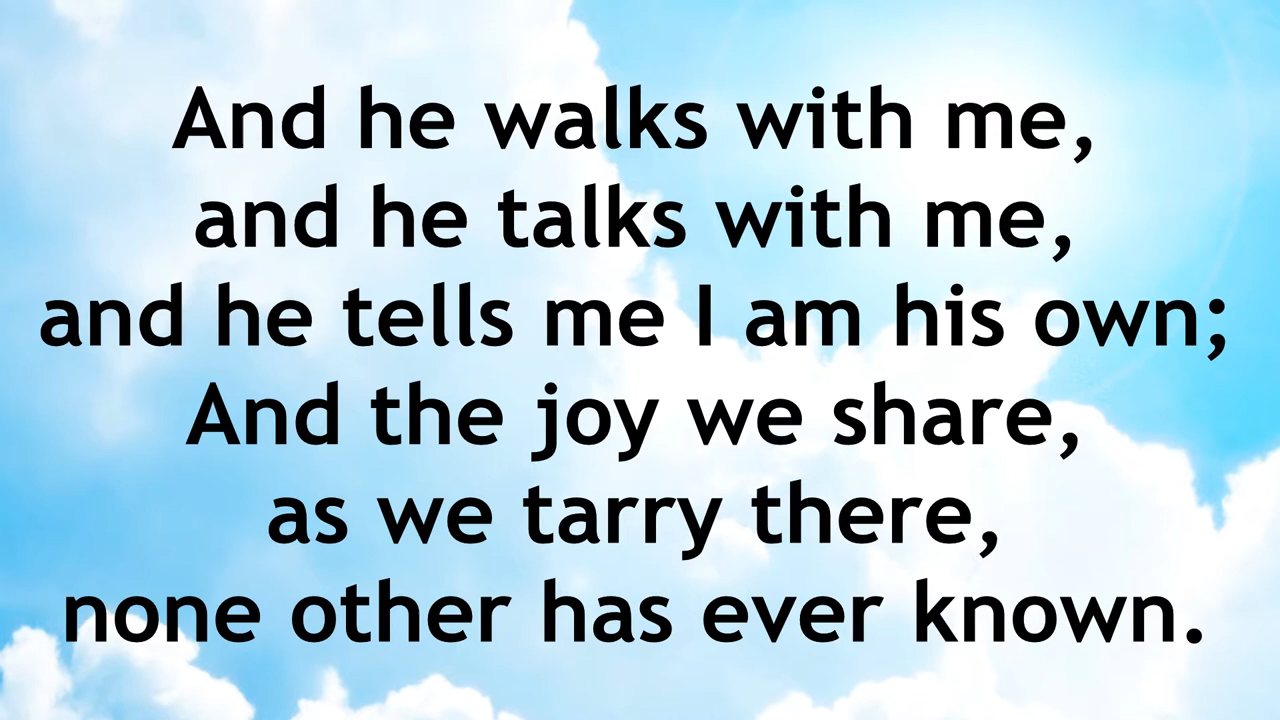 And he walks with me,
and he talks with me,
and he tells me I am his own;
And the joy we share,
as we tarry there,
none other has ever known.